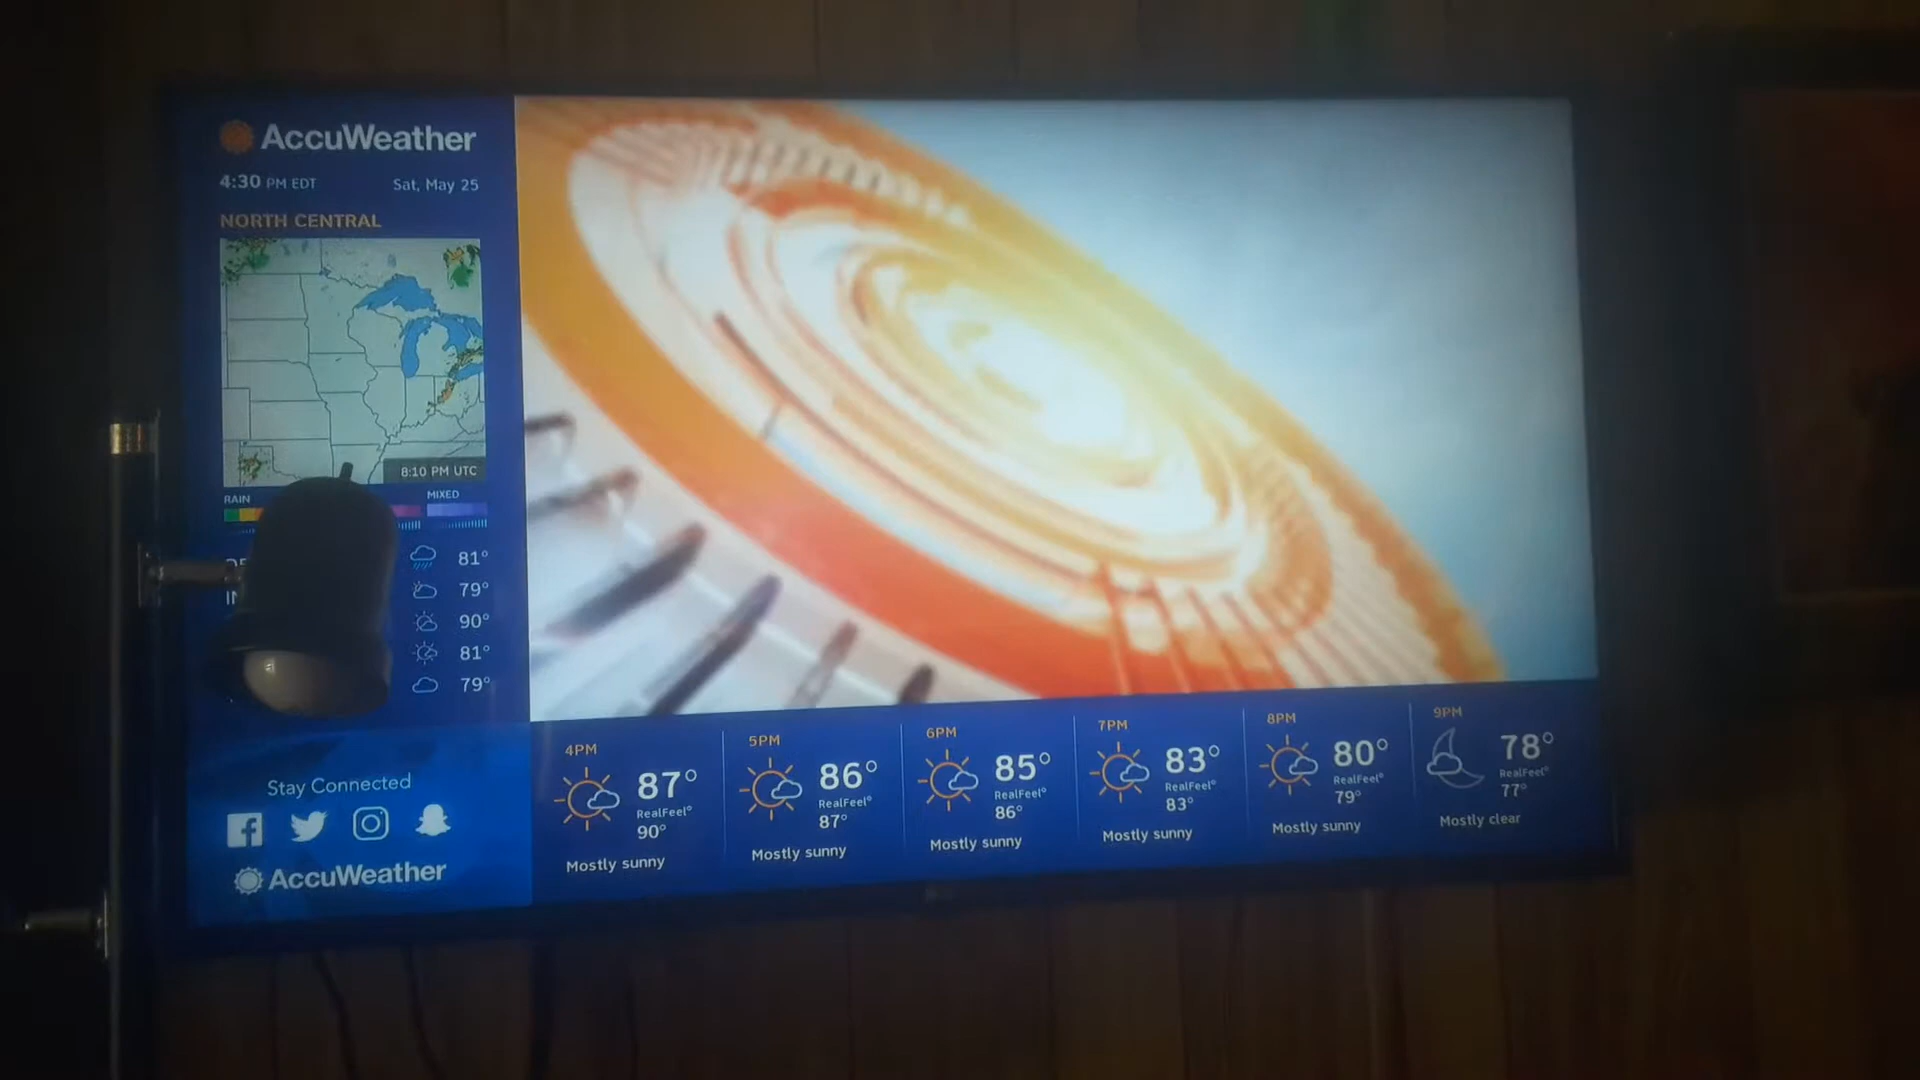 AccuWeather
4:30 PM EDT Sat, May 25
NORTH CENTRAL
8:10 PM UTC
RAIN MIXED
81°
79°
90°
81°
79°
Stay Connected
AccuWeather
4PM
87°
RealFeel°
90°
Mostly sunny
5PM
86°
RealFeel°
87°
Mostly sunny
6PM
85°
RealFeel°
86°
Mostly sunny
7PM
83°
RealFeel°
83°
Mostly sunny
8PM
80°
RealFeel°
79°
Mostly sunny
9PM
78°
RealFeel°
77°
Mostly clear